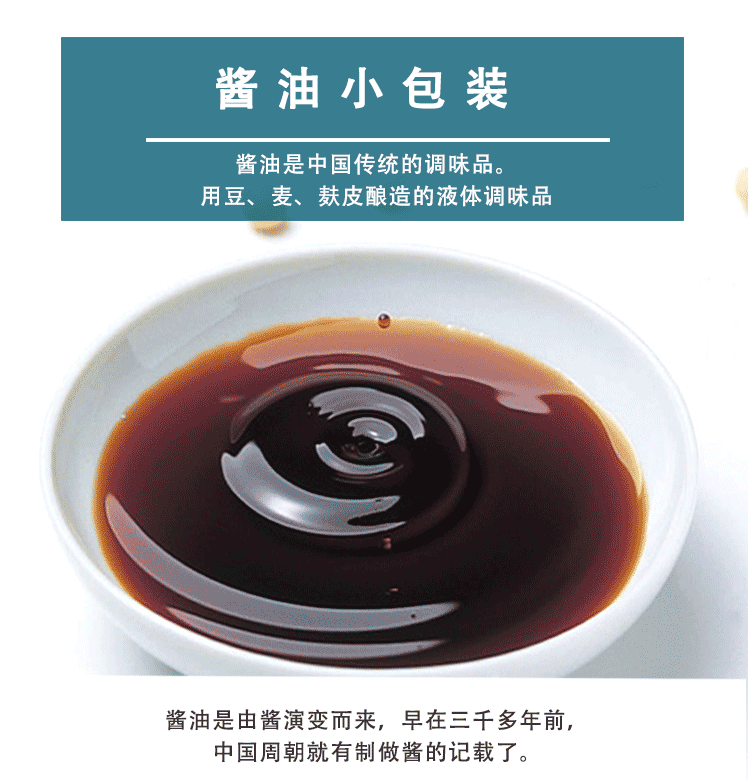 酱油小包装
酱油是中国传统的调味品。
用豆、麦、麸皮酿造的液体调味品
酱油是由酱演变而来，早在三千多年前，
中国周朝就有制做酱的记载了。